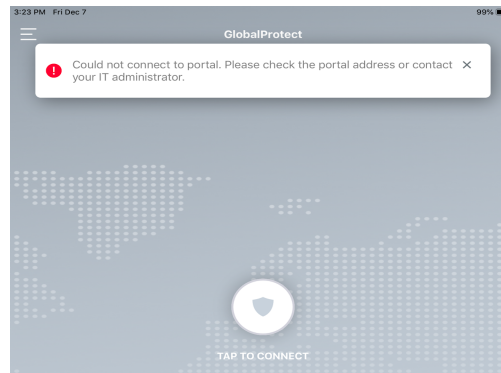 3:23 PM Fri Dec 7
99%
GlobalProtect
Could not connect to portal. Please check the portal address or contact
your IT administrator.
TAP TO CONNECT